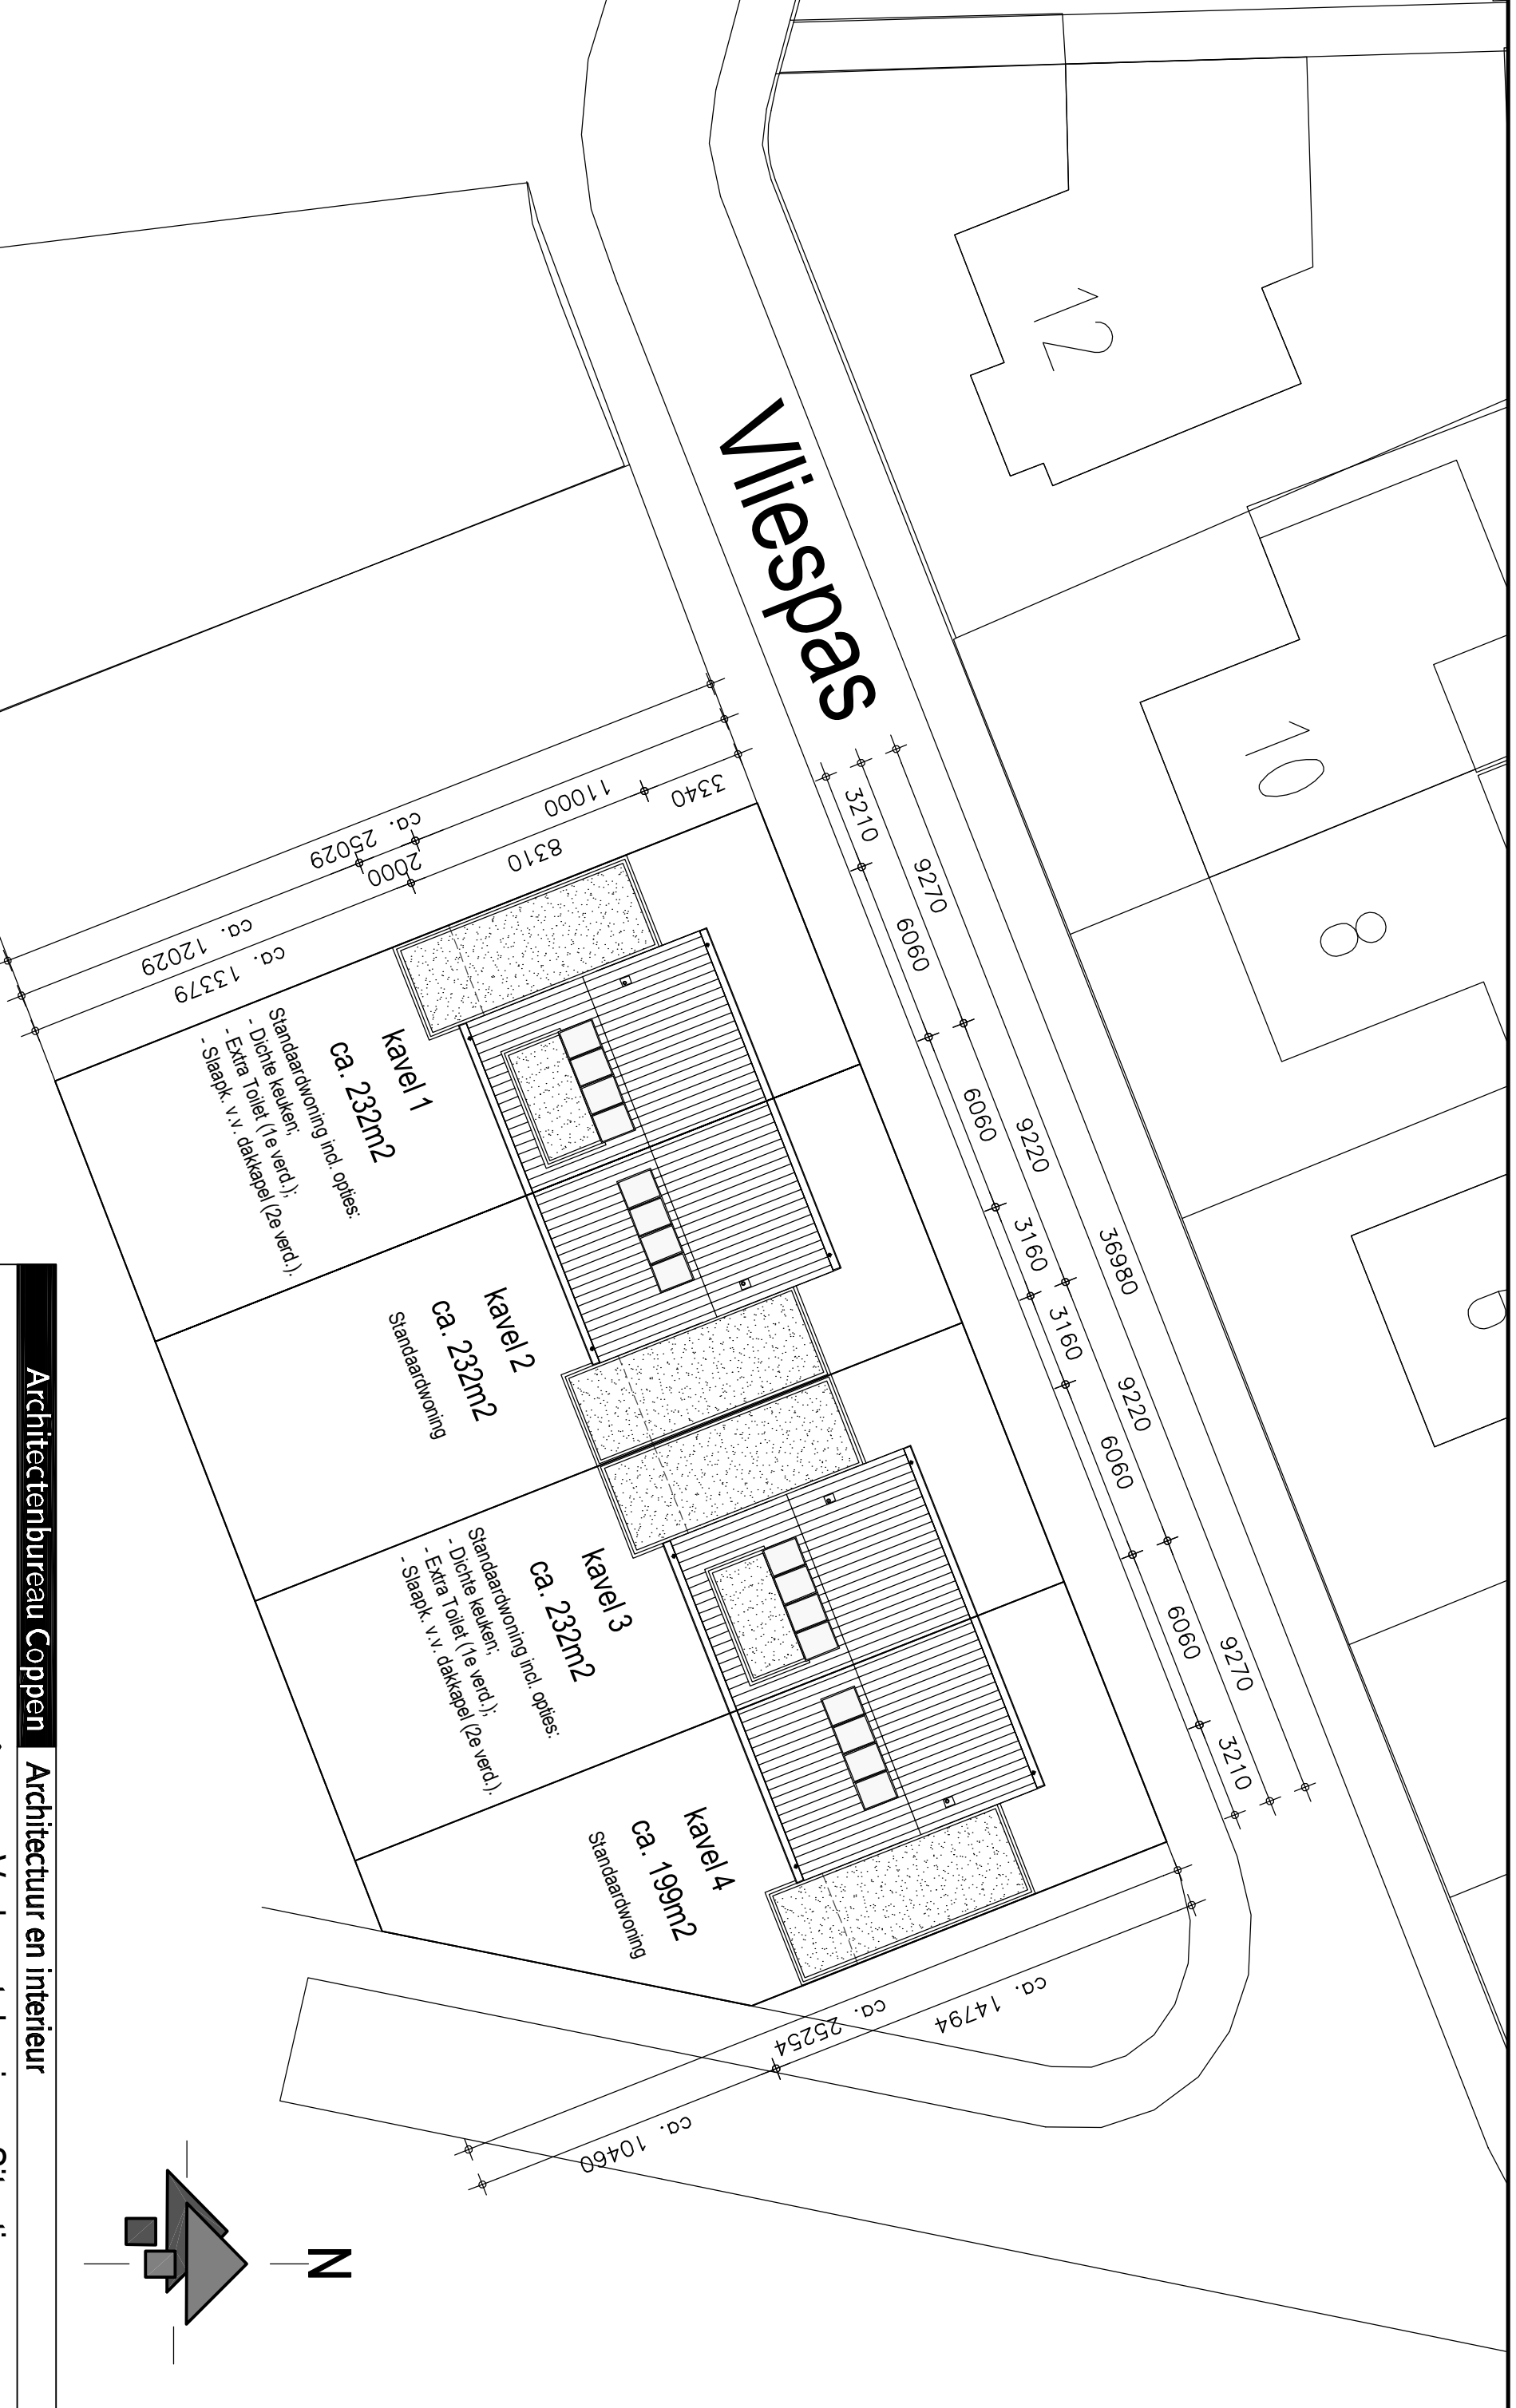 12
10
8
Vliespas
3210
6060
6060
3160
3160
6060
6060
3210
9270
9220
9220
9270
36980
3340
11000
8310
2000
ca. 25029
ca. 12029
ca. 13379
kavel 1
ca. 232m2
Standaardwoning incl. opties:
- Dichte keuken;
- Extra Toilet (1e verd.);
- Slaapk. v.v. dakkapel (2e verd.).
kavel 2
ca. 232m2
Standaardwoning
kavel 3
ca. 232m2
Standaardwoning incl. opties:
- Dichte keuken;
- Extra Toilet (1e verd.);
- Slaapk. v.v. dakkapel (2e verd.).
kavel 4
ca. 199m2
Standaardwoning
ca. 14794
ca. 25254
ca. 10460
N
Architectenbureau Coppen Architectuur en interieur